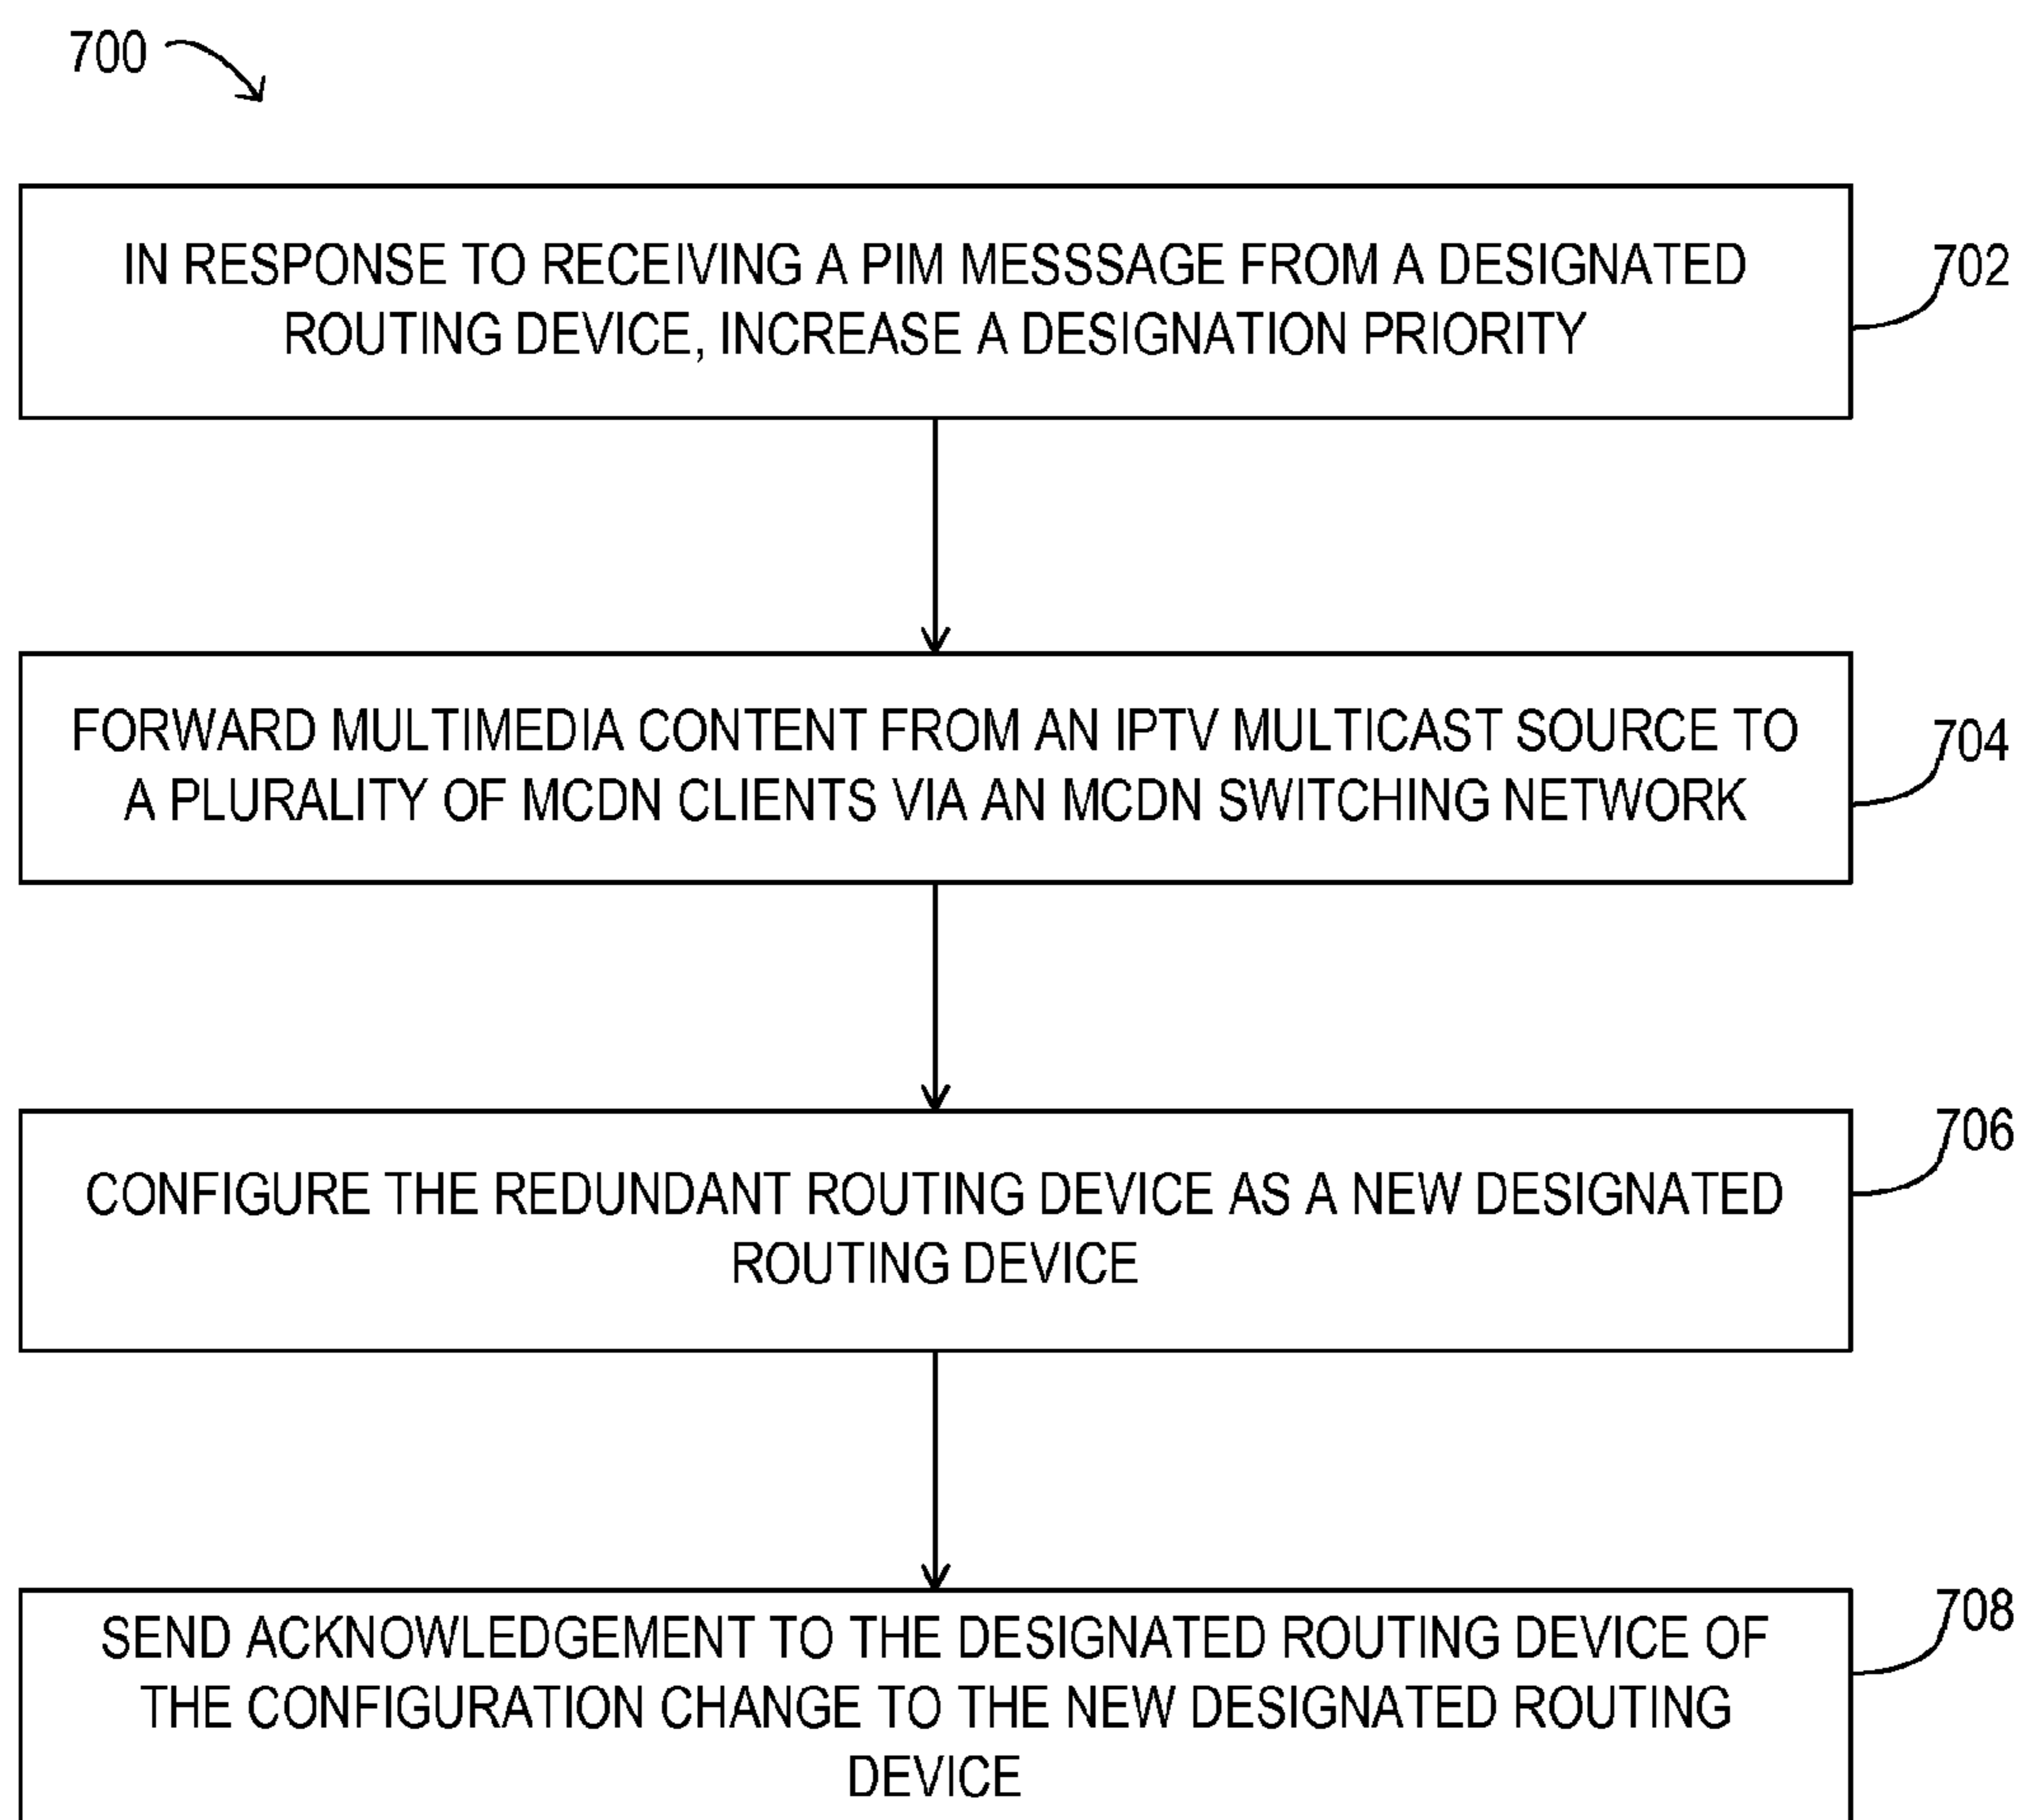 700
IN RESPONSE TO RECEIVING A PIM MESSSAGE FROM A DESIGNATED
ROUTING DEVICE, INCREASE A DESIGNATION PRIORITY
702
FORWARD MULTIMEDIA CONTENT FROM AN IPTV MULTICAST SOURCE TO
A PLURALITY OF MCDN CLIENTS VIA AN MCDN SWITCHING NETWORK
704
CONFIGURE THE REDUNDANT ROUTING DEVICE AS A NEW DESIGNATED
ROUTING DEVICE
706
SEND ACKNOWLEDGEMENT TO THE DESIGNATED ROUTING DEVICE OF
THE CONFIGURATION CHANGE TO THE NEW DESIGNATED ROUTING
DEVICE
708